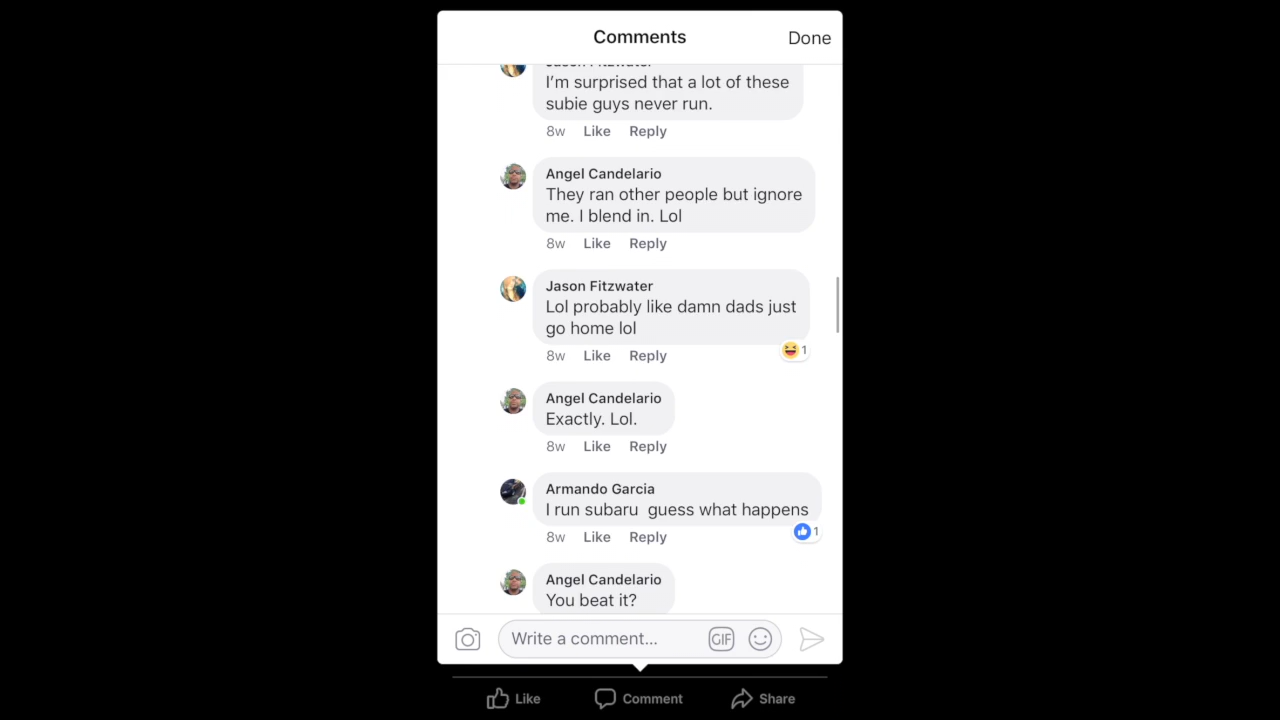 Comments
Done
I'm surprised that a lot of these
subie guys never run.
8w Like Reply
Angel Candelario
They ran other people but ignore
me. I blend in. Lol
8w Like Reply
Jason Fitzwater
Lol probably like damn dads just
go home lol
8w Like Reply
1
Angel Candelario
Exactly. Lol.
8w Like Reply
Armando Garcia
I run subaru  guess what happens
8w Like Reply
1
Angel Candelario
You beat it?
Write a comment...
GIF
Like
Comment
Share